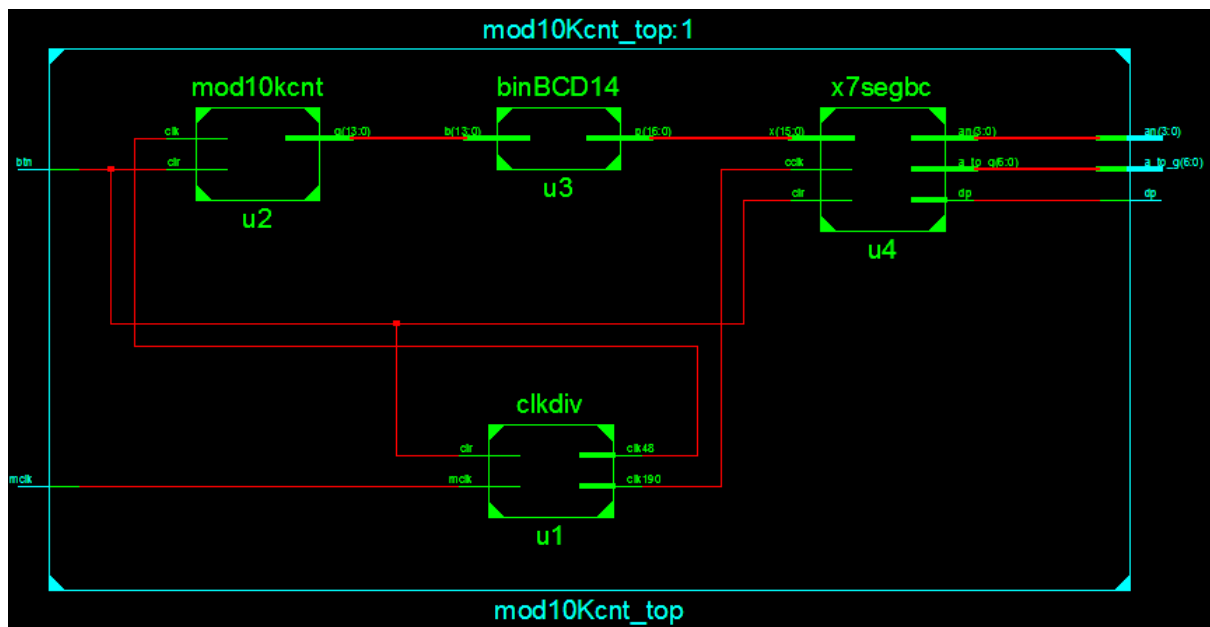 mod10Kcnt_top:1
mod10kcnt
binBCD14
x7segbc
clk
q(13:0)
b(13:0)
p(16:0)
x(15:0)
an(3:0)
an(3:0)
btn
clr
cclk
a_to_g(6:0)
a_to_g(6:0)
clr
dp
dp
u2
u3
u4
clkdiv
clr
clk48
mclk
mclk
clk190
u1
mod10Kcnt_top